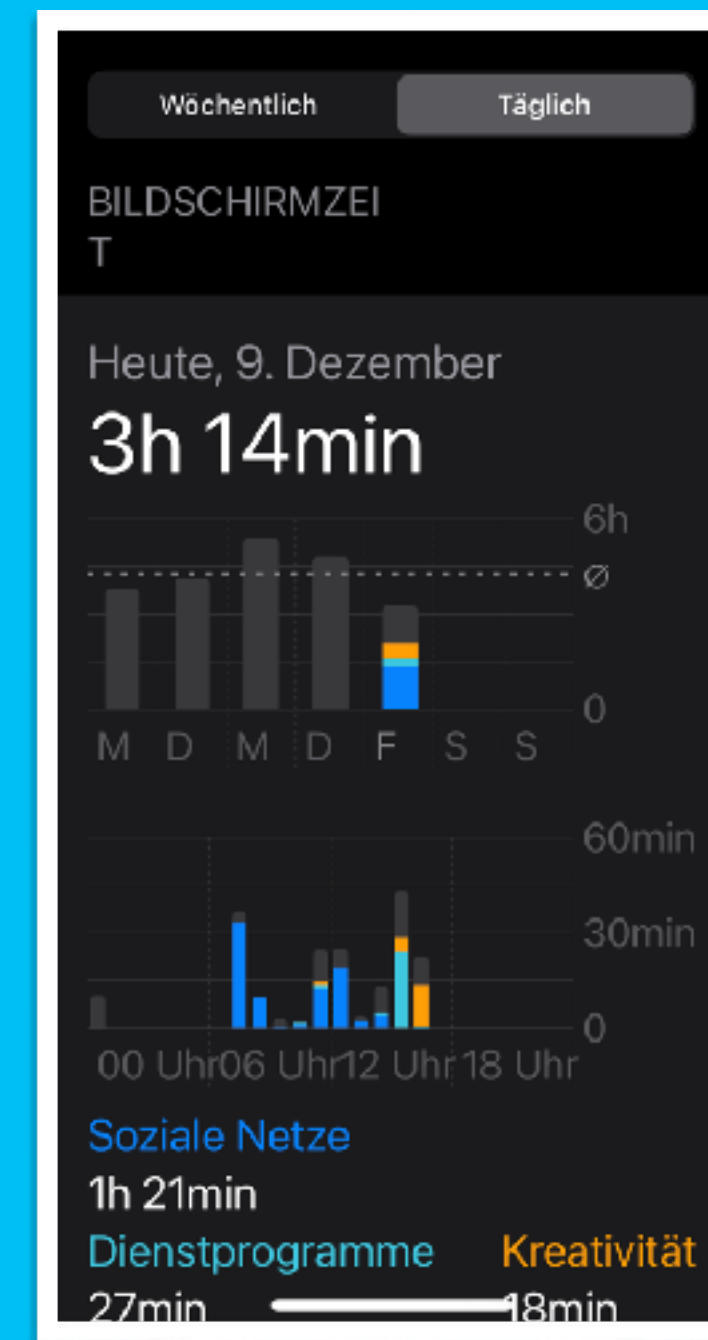 Wöchentlich Täglich
BILDSCHIRMZEI
T
Heute, 9. Dezember
3h 14min
6h
Ø
0
M D M D F S S
60min
30min
0
00 Uhr 06 Uhr 12 Uhr 18 Uhr
Soziale Netze
1h 21min
Dienstprogramme Kreativität
27min 18min